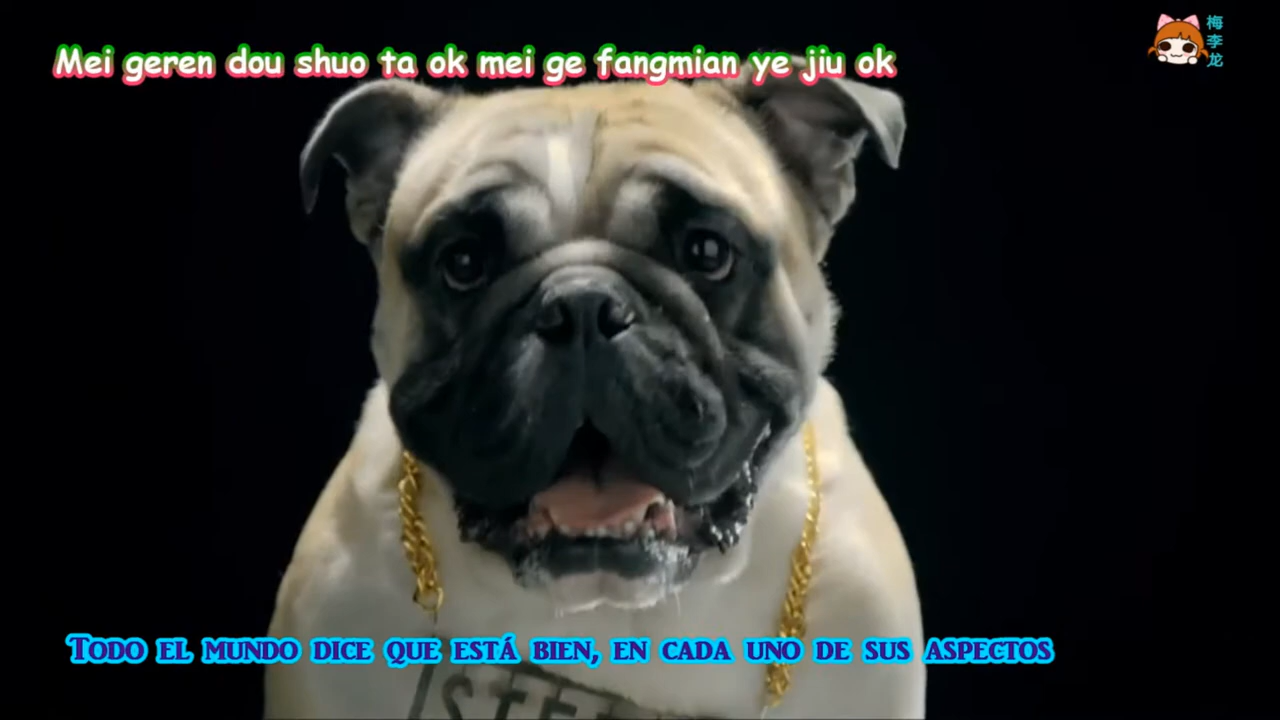 Mei geren dou shuo ta ok mei ge fangmian ye jiu ok
梅李龙
Todo el mundo dice que está bien, en cada uno de sus aspectos